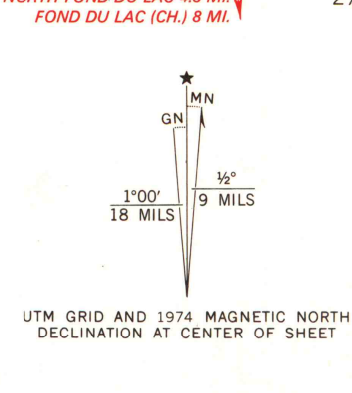 FOND DU LAC (CH.) 8 MI.
★
MN
GN
½°
9 MILS
1°00'
18 MILS
UTM GRID AND 1974 MAGNETIC NORTH
DECLINATION AT CENTER OF SHEET